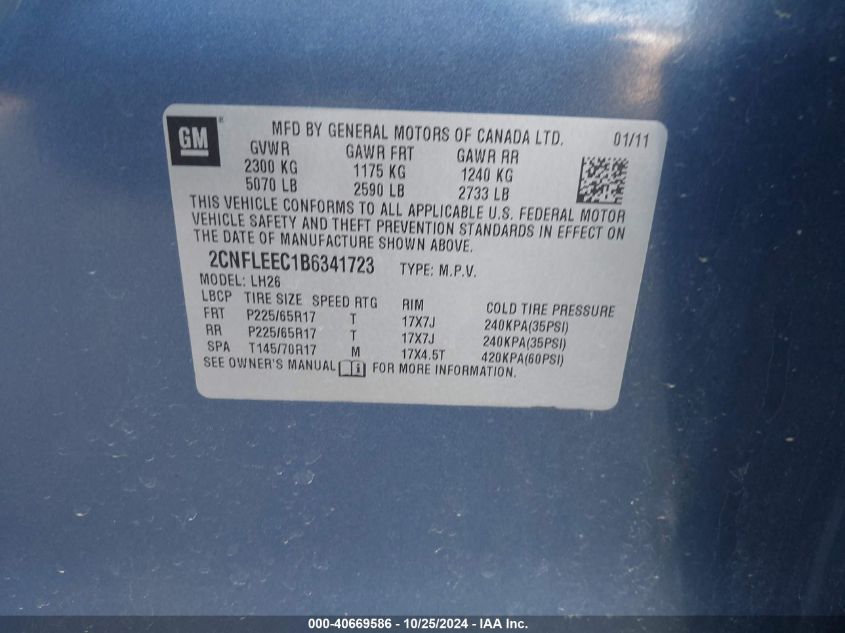 GM ®
MFD BY GENERAL MOTORS OF CANADA LTD. 01/11
GVWR GAWR FRT GAWR RR
2300 KG 1175 KG 1240 KG
5070 LB 2590 LB 2733 LB
THIS VEHICLE CONFORMS TO ALL APPLICABLE U.S. FEDERAL MOTOR
VEHICLE SAFETY AND THEFT PREVENTION STANDARDS IN EFFECT ON
THE DATE OF MANUFACTURE SHOWN ABOVE.
2CNFLEEC1B6341723 TYPE: M.P.V.
MODEL: LH26
LBCP TIRE SIZE SPEED RTG RIM COLD TIRE PRESSURE
FRT P225/65R17 T 17X7J 240KPA(35PSI)
RR P225/65R17 T 17X7J 240KPA(35PSI)
SPA T145/70R17 M 17X4.5T 420KPA(60PSI)
SEE OWNER'S MANUAL FOR MORE INFORMATION.
000-40669586 - 10/25/2024 - IAA Inc.